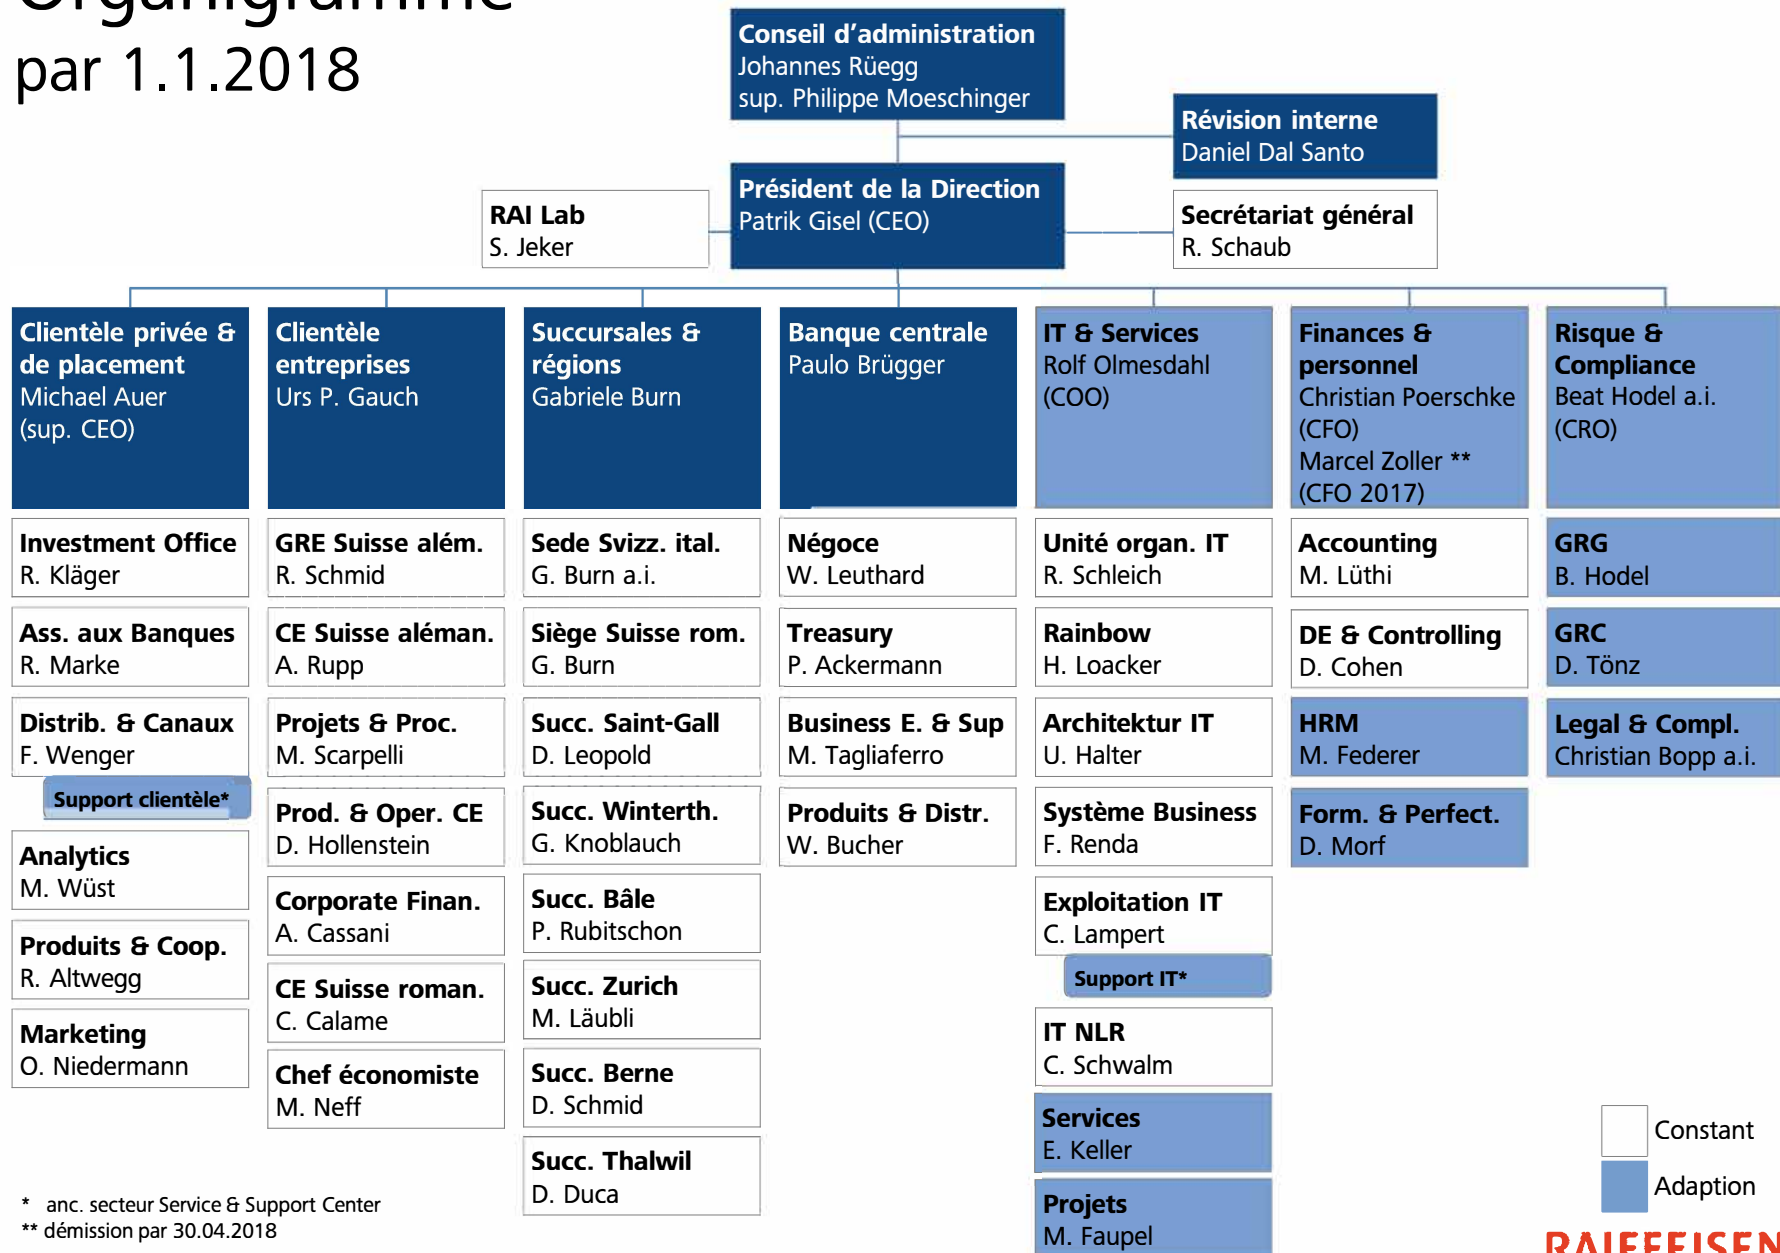 Organigramme
par 1.1.2018
Conseil d’administration
Johannes Rüegg
sup. Philippe Moeschinger
Révision interne
Daniel Dal Santo
Président de la Direction
Patrik Gisel (CEO)
RAI Lab
S. Jeker
Secrétariat général
R. Schaub
Clientèle privée &
de placement
Michael Auer
(sup. CEO)
Investment Office
R. Kläger
Ass. aux Banques
R. Marke
Distrib. & Canaux
F. Wenger
Support clientèle*
Analytics
M. Wüst
Produits & Coop.
R. Altwegg
Marketing
O. Niedermann
Clientèle
entreprises
Urs P. Gauch
GRE Suisse além.
R. Schmid
CE Suisse aléman.
A. Rupp
Projets & Proc.
M. Scarpelli
Prod. & Oper. CE
D. Hollenstein
Corporate Finan.
A. Cassani
CE Suisse roman.
C. Calame
Chef économiste
M. Neff
Succursales &
régions
Gabriele Burn
Sede Svizz. ital.
G. Burn a.i.
Siège Suisse rom.
G. Burn
Succ. Saint-Gall
D. Leopold
Succ. Winterth.
G. Knoblauch
Succ. Bâle
P. Rubitschon
Succ. Zurich
M. Läubli
Succ. Berne
D. Schmid
Succ. Thalwil
D. Duca
Banque centrale
Paulo Brügger
Négoce
W. Leuthard
Treasury
P. Ackermann
Business E. & Sup
M. Tagliaferro
Produits & Distr.
W. Bucher
IT & Services
Rolf Olmesdahl
(COO)
Unité organ. IT
R. Schleich
Rainbow
H. Loacker
Architektur IT
U. Halter
Système Business
F. Renda
Exploitation IT
C. Lampert
Support IT*
IT NLR
C. Schwalm
Services
E. Keller
Projets
M. Faupel
Finances &
personnel
Christian Poerschke
(CFO)
Marcel Zoller **
(CFO 2017)
Accounting
M. Lüthi
DE & Controlling
D. Cohen
HRM
M. Federer
Form. & Perfect.
D. Morf
Risque &
Compliance
Beat Hodel a.i.
(CRO)
GRG
B. Hodel
GRC
D. Tönz
Legal & Compl.
Christian Bopp a.i.
Constant
Adaption
* anc. secteur Service & Support Center
** démission par 30.04.2018
RAIFFEISEN